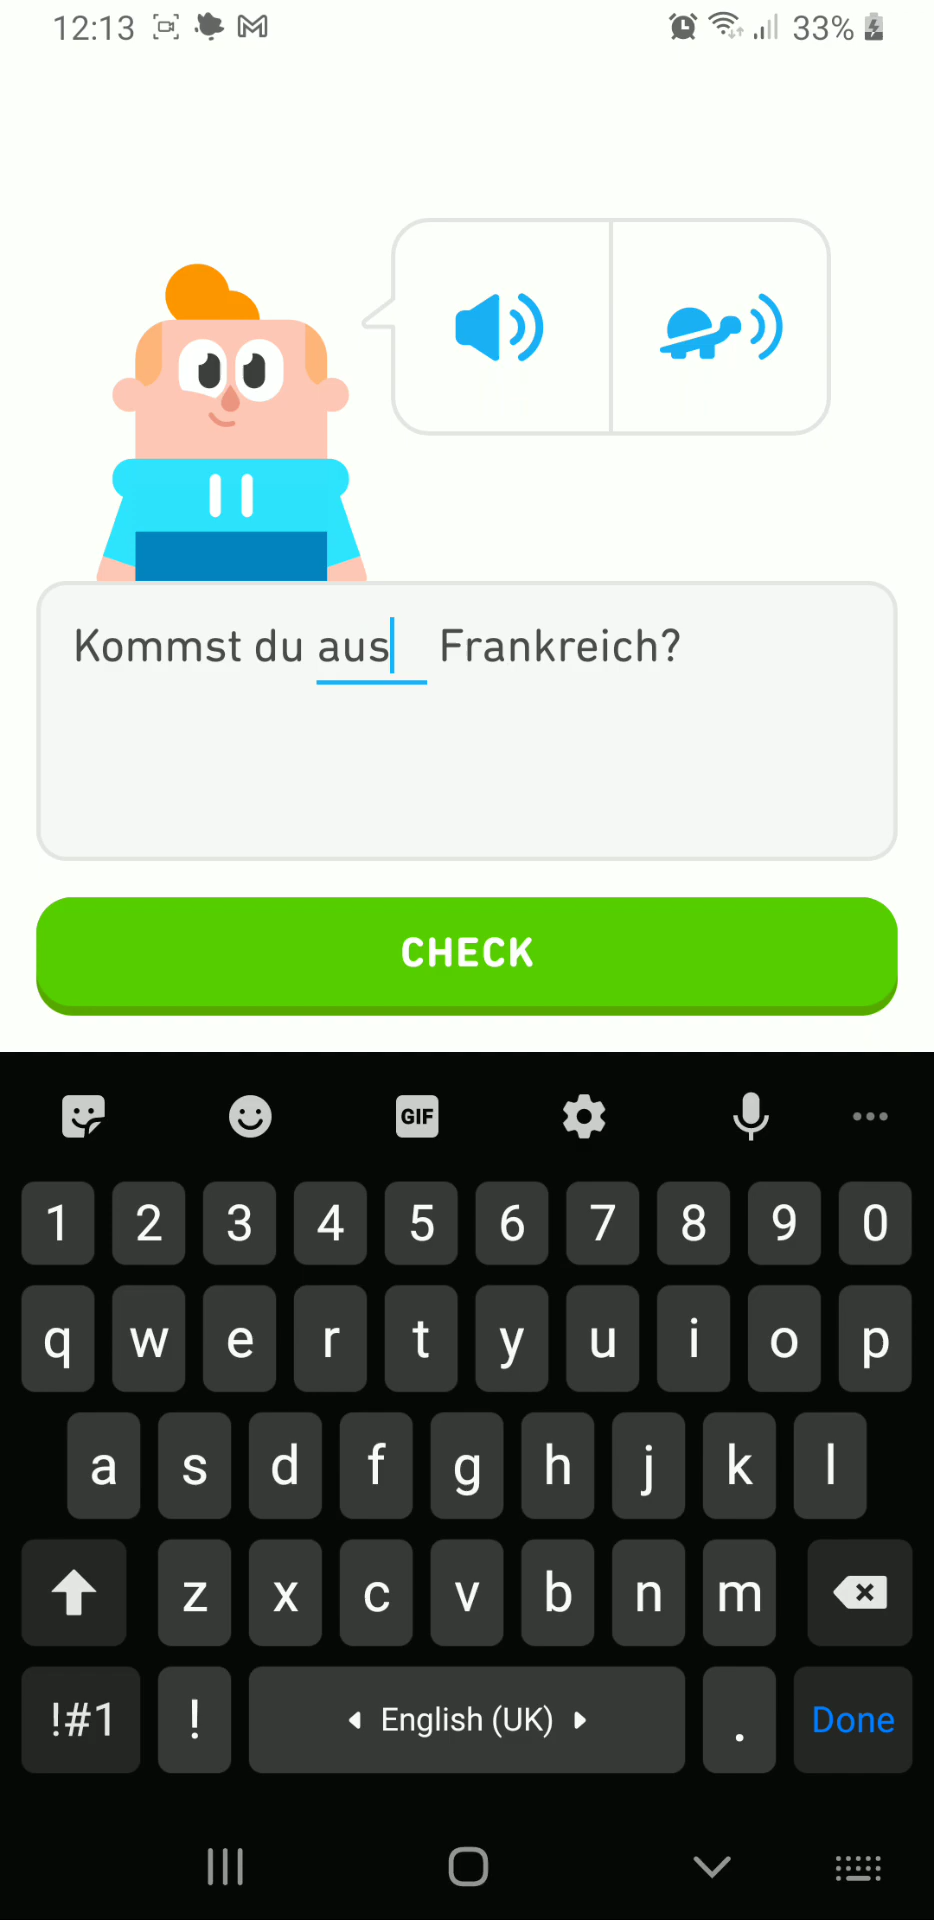 12:13 33%
Kommst du aus Frankreich?
CHECK
GIF
1 2 3 4 5 6 7 8 9 0
q w e r t y u i o p
a s d f g h j k l
z x c v b n m
!#1 ! English (UK) . Done